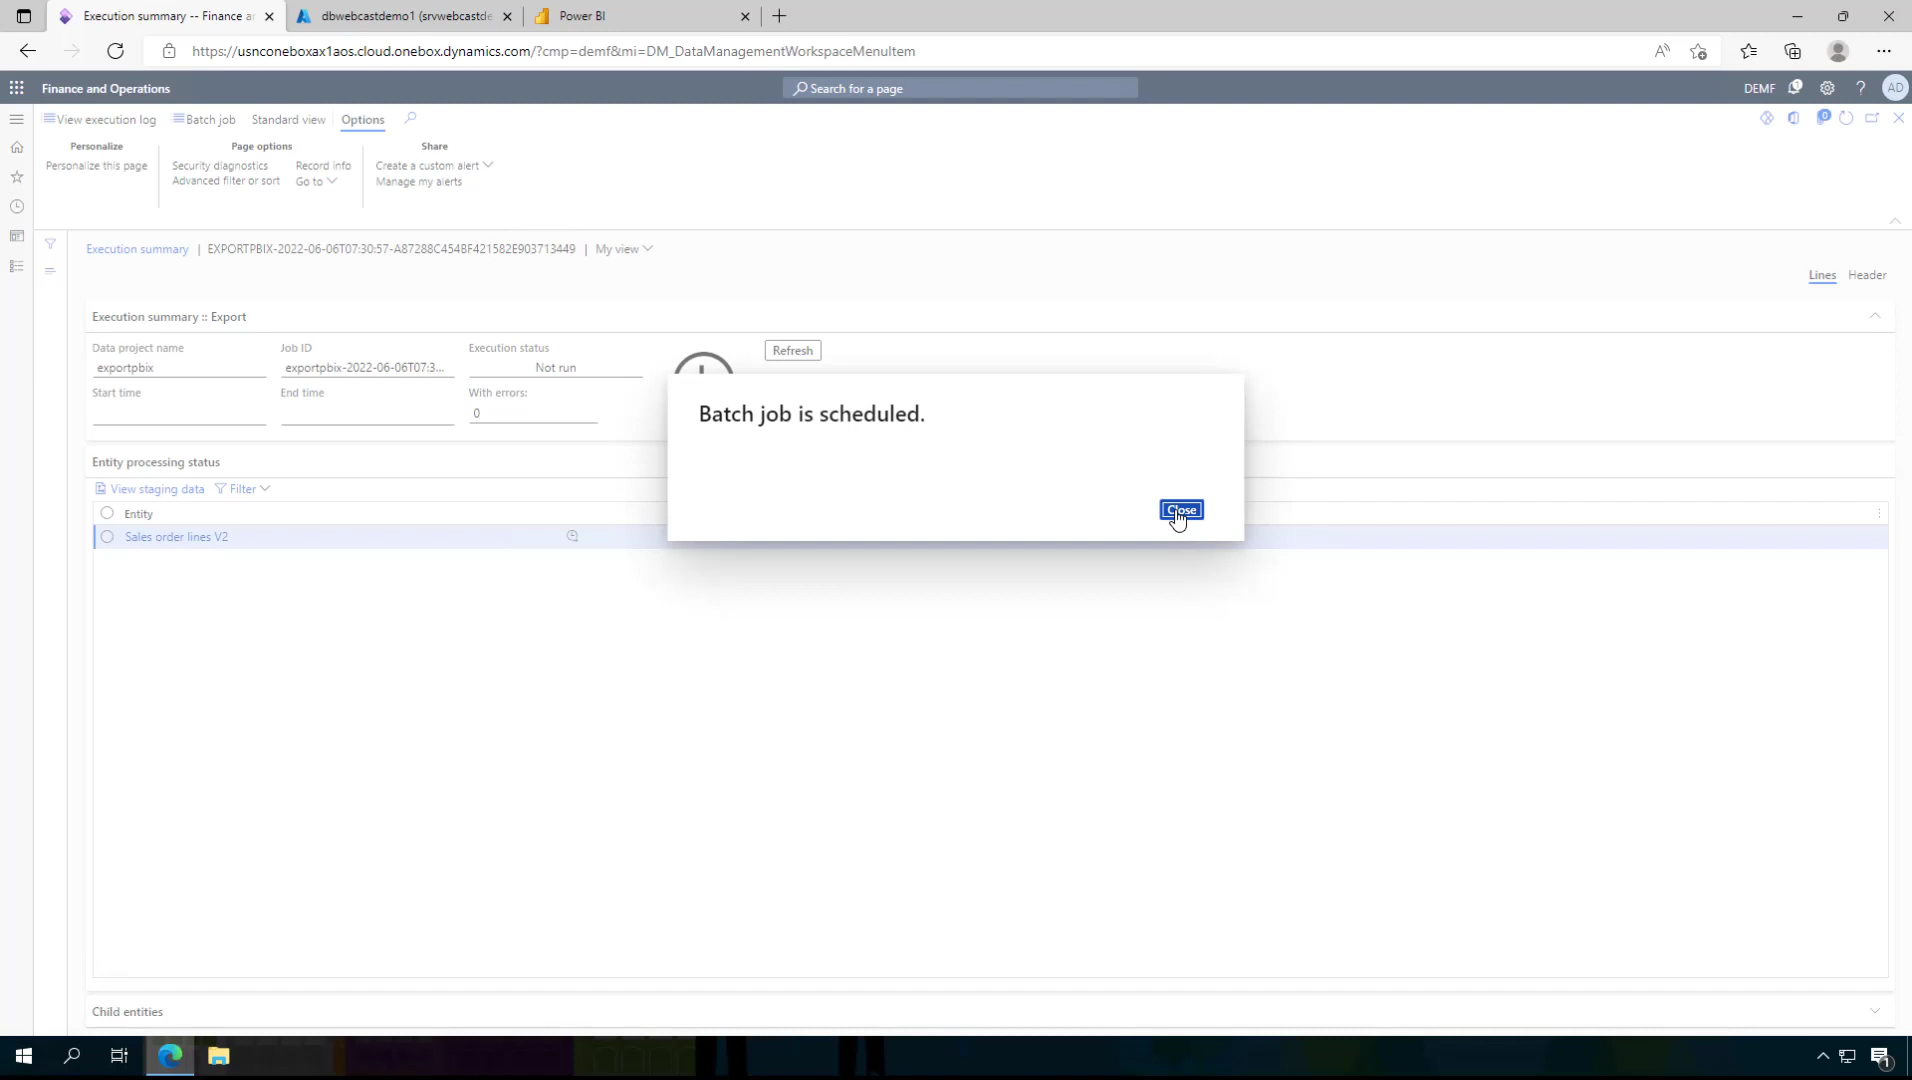 Execution summary -- Finance ar
dbwebcastdemo1 (srvwebcastde
Power BI
https://usnconeboxax1aos.cloud.onebox.dynamics.com/?cmp=demf&mi=DM_DataManagementWorkspaceMenuItem
Finance and Operations
Search for a page
DEMF
1
?
AD
View execution log
Batch job
Standard view
Options
0
Personalize
Page options
Share
Personalize this page
Security diagnostics
Record info
Create a custom alert
Advanced filter or sort
Go to
Manage my alerts
Execution summary | EXPORTPBIX-2022-06-06T07:30:57-A87288C454BF421582E903713449 | My view
Lines
Header
Execution summary :: Export
Data project name
Job ID
Execution status
Refresh
exportpbix
exportpbix-2022-06-06T07:3...
Not run
Start time
End time
With errors:
0
Batch job is scheduled.
Close
Entity processing status
View staging data
Filter
Entity
Sales order lines V2
Child entities
1